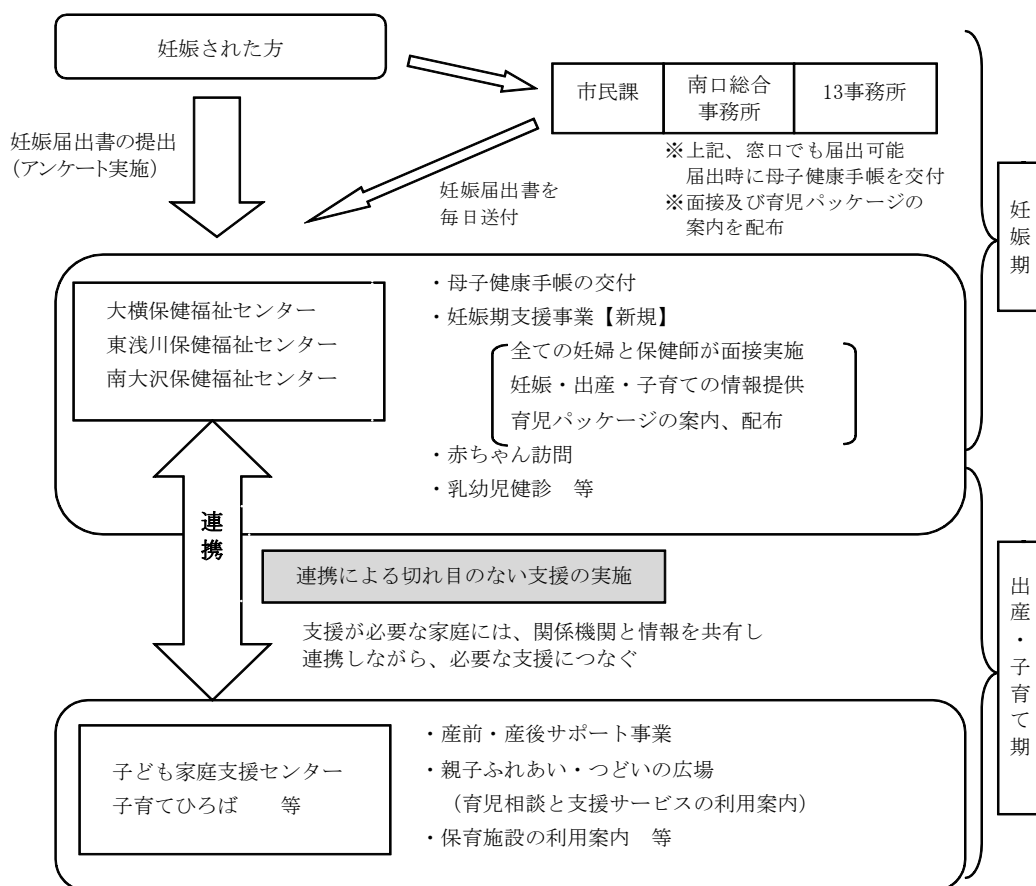 妊娠された方
妊娠届出書の提出
(アンケート実施)
市民課
南口総合
事務所
13事務所
※上記、窓口でも届出可能
届出時に母子健康手帳を交付
※面接及び育児パッケージの
案内を配布
妊娠届出書を
毎日送付
妊娠期
大横保健福祉センター
東浅川保健福祉センター
南大沢保健福祉センター
・母子健康手帳の交付
・妊娠期支援事業【新規】
全ての妊婦と保健師が面接実施
妊娠・出産・子育ての情報提供
育児パッケージの案内、配布
・赤ちゃん訪問
・乳幼児健診　等
連携
連携による切れ目のない支援の実施
支援が必要な家庭には、関係機関と情報を共有し
連携しながら、必要な支援につなぐ
出産・子育て期
子ども家庭支援センター
子育てひろば　　等
・産前・産後サポート事業
・親子ふれあい・つどいの広場
（育児相談と支援サービスの利用案内）
・保育施設の利用案内　等